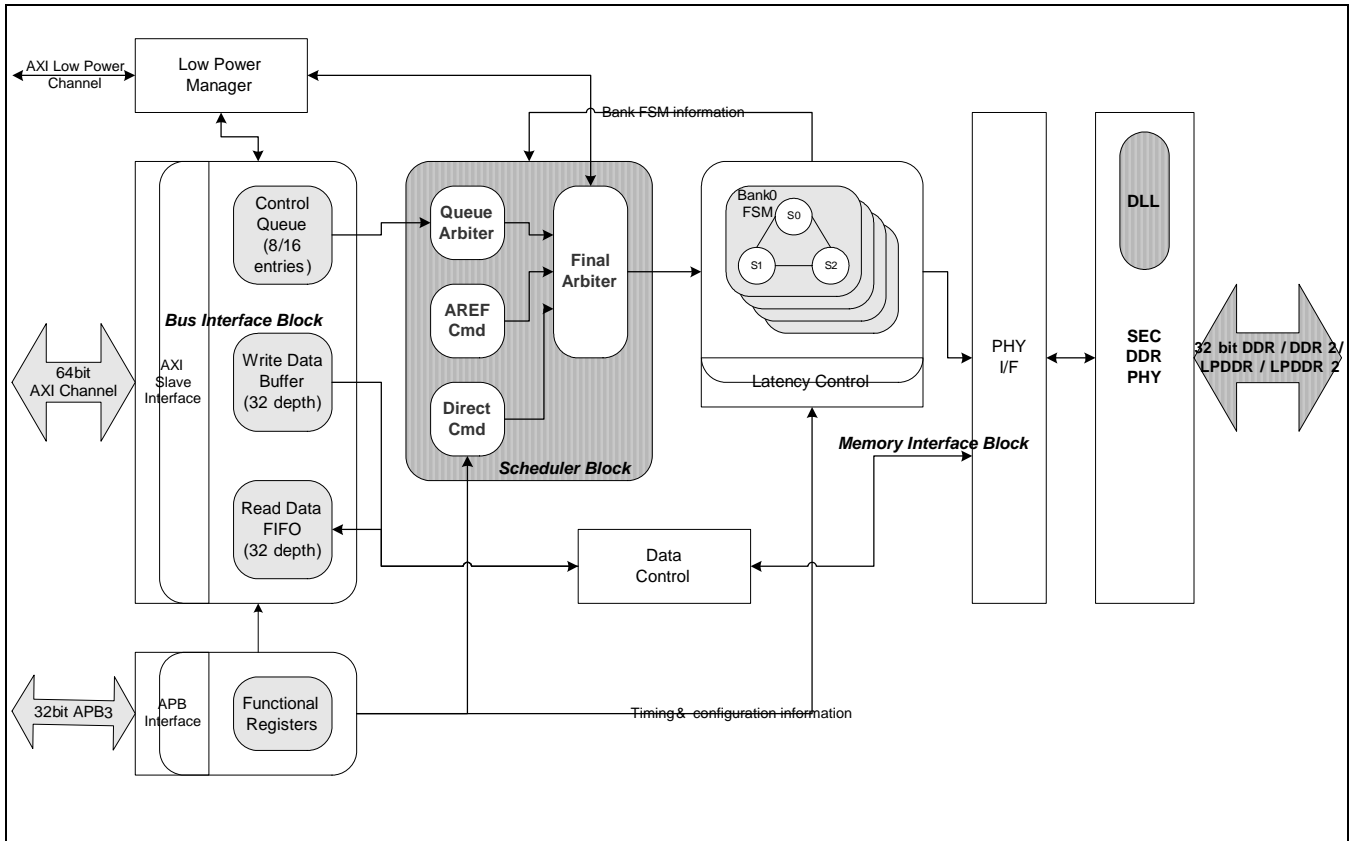 AXI Low Power
Channel
Low Power
Manager
Bank FSM information
Control
Queue
(8/16
entries)
Bus Interface Block
Write Data
Buffer
(32 depth)
Read Data
FIFO
(32 depth)
AXI
Slave
Interface
64bit
AXI Channel
Queue
Arbiter
AREF
Cmd
Direct
Cmd
Final
Arbiter
Scheduler Block
Bank0
FSM
S0
S1
S2
Latency Control
Memory Interface Block
Data
Control
PHY
I/F
DLL
SEC
DDR
PHY
32 bit DDR / DDR 2/
LPDDR / LPDDR 2
32bit APB3
APB
Interface
Functional
Registers
Timing& configuration information